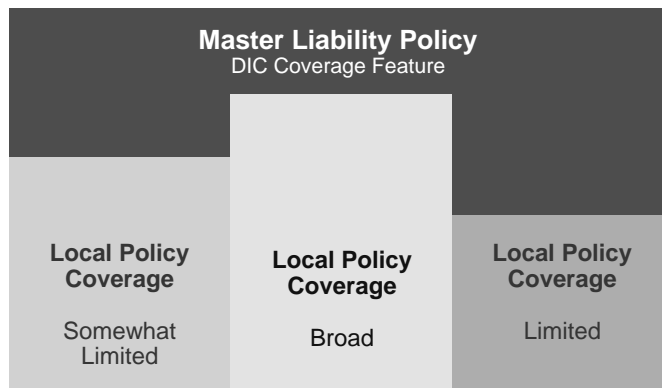 Master Liability Policy
DIC Coverage Feature
Local Policy
Coverage
Somewhat
Limited
Local Policy
Coverage
Broad
Local Policy
Coverage
Limited